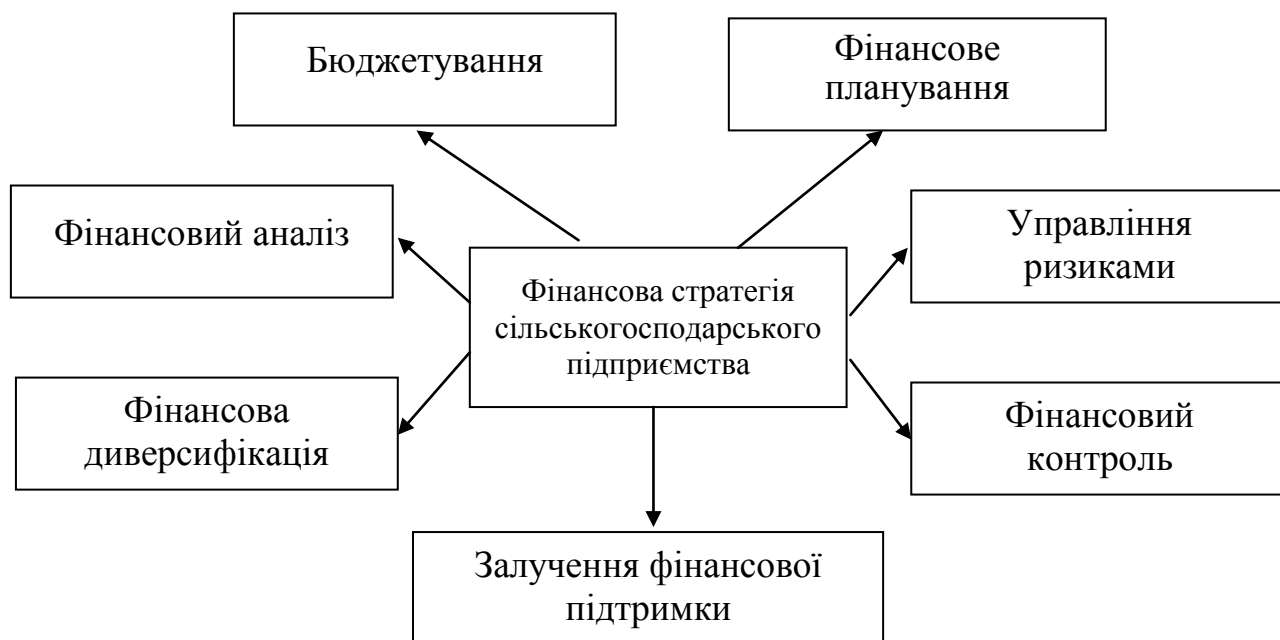 Бюджетування
Фінансове
планування
Фінансовий аналіз
Управління
ризиками
Фінансова стратегія
сільськогосподарського
підприємства
Фінансова
диверсифікація
Фінансовий
контроль
Залучення фінансової
підтримки